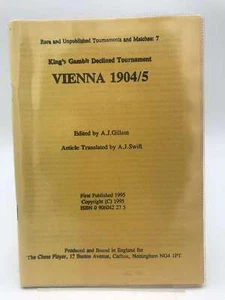 Rare and Unpublished Tournaments and Matches: 7
King's Gambit Declined Tournament
VIENNA 1904/5
Edited by A.J.Gillam
Article Translated by A.J.Swift
First Published 1995
Copyright (C) 1995
ISBN 0 906042 27 5
Produced and Bound in England for
The Chess Player, 12 Burton Avenue, Carlton, Nottingham NG4 1PT